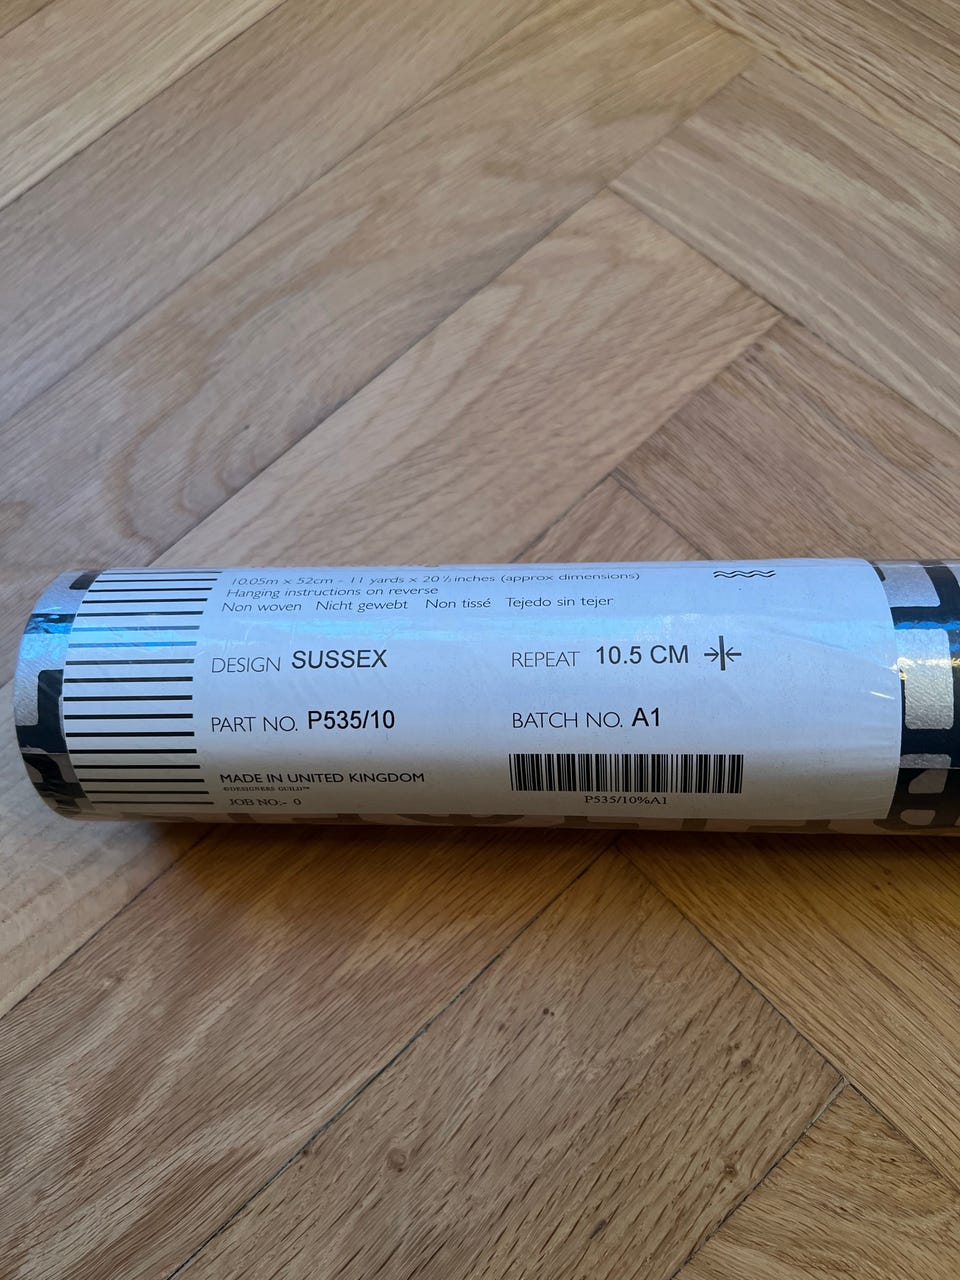 10.05m x 52cm - 11 yards x 20 ½ inches (approx dimensions)
Hanging instructions on reverse
Non woven Nicht gewebt Non tissé Tejedo sin tejer
DESIGN SUSSEX
REPEAT 10.5 CM
PART NO. P535/10
BATCH NO. A1
MADE IN UNITED KINGDOM
©DESIGNERS GUILD™
JOB NO:- 0
P535/10%A1